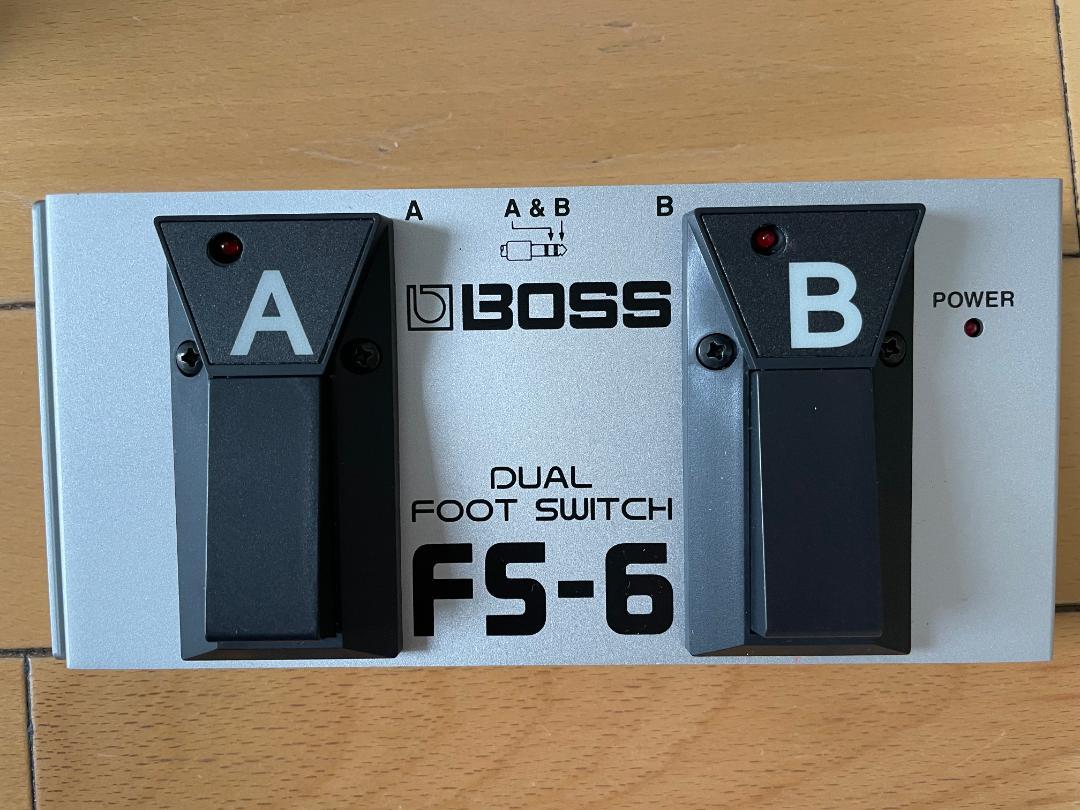 A
A & B
B
A
B
BOSS
POWER
DUAL
FOOT SWITCH
FS-6